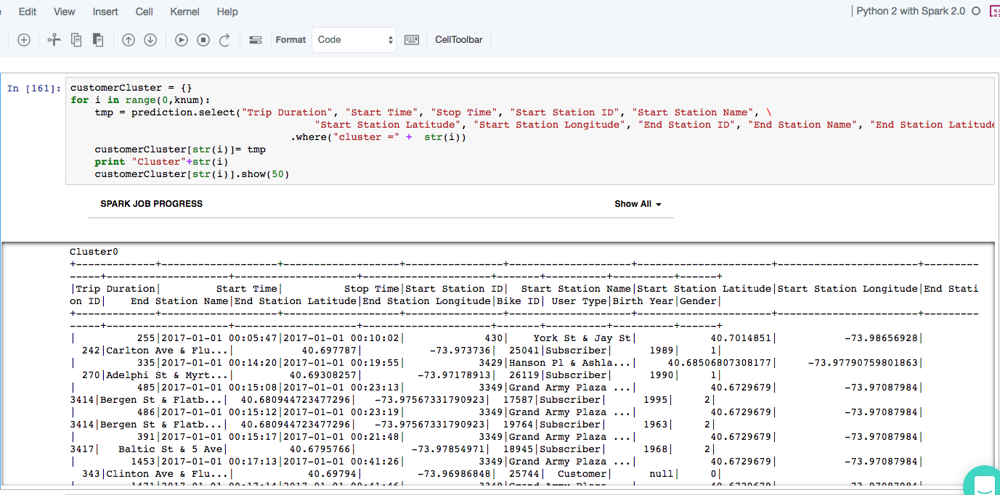 Edit View Insert Cell Kernel Help Python 2 with Spark 2.0
Format Code CellToolbar
In [161]: customerCluster = {}
for i in range(0,knum):
    tmp = prediction.select("Trip Duration", "Start Time", "Stop Time", "Start Station ID", "Start Station Name", \
"Start Station Latitude", "Start Station Longitude", "End Station ID", "End Station Name", "End Station Latitude
.where("cluster =" +  str(i))
    customerCluster[str(i)]= tmp
    print "Cluster"+str(i)
    customerCluster[str(i)].show(50)
SPARK JOB PROGRESS Show All
Cluster0
+-------------+-------------------+-------------------+----------------+--------------------+----------------------+-----------------------+---------
-----+--------------------+--------------------+---------------------+-------+----------+----------+------+
|Trip Duration|         Start Time|          Stop Time|Start Station ID|  Start Station Name|Start Station Latitude|Start Station Longitude|End Stati
on ID|    End Station Name|End Station Latitude|End Station Longitude|Bike ID| User Type|Birth Year|Gender|
+-------------+-------------------+-------------------+----------------+--------------------+----------------------+-----------------------+---------
-----+--------------------+--------------------+---------------------+-------+----------+----------+------+
|          255|2017-01-01 00:05:47|2017-01-01 00:10:02|             430|    York St & Jay St|            40.7014851|           -73.98656928|
  242|Carlton Ave & Flu...|           40.697787|           -73.973736|  25041|Subscriber|      1989|     1|
|          335|2017-01-01 00:14:20|2017-01-01 00:19:55|            3429|Hanson Pl & Ashla...|     40.68506807308177|     -73.97790759801863|
  270|Adelphi St & Myrt...|         40.69308257|         -73.97178913|  26119|Subscriber|      1990|     1|
|          485|2017-01-01 00:15:08|2017-01-01 00:23:13|            3349|Grand Army Plaza ...|            40.6729679|           -73.97087984|
3414|Bergen St & Flatb...|  40.680944723477296|   -73.97567331790923|  17587|Subscriber|      1995|     2|
|          486|2017-01-01 00:15:12|2017-01-01 00:23:19|            3349|Grand Army Plaza ...|            40.6729679|           -73.97087984|
3414|Bergen St & Flatb...|  40.680944723477296|   -73.97567331790923|  19764|Subscriber|      1963|     2|
|          391|2017-01-01 00:15:17|2017-01-01 00:21:48|            3349|Grand Army Plaza ...|            40.6729679|           -73.97087984|
3417|   Baltic St & 5 Ave|          40.6795766|         -73.97854971|  18945|Subscriber|      1968|     2|
|         1453|2017-01-01 00:17:13|2017-01-01 00:41:26|            3349|Grand Army Plaza ...|            40.6729679|           -73.97087984|
  343|Clinton Ave & Flu...|            40.69794|         -73.96986848|  25744|  Customer|      null|     0|